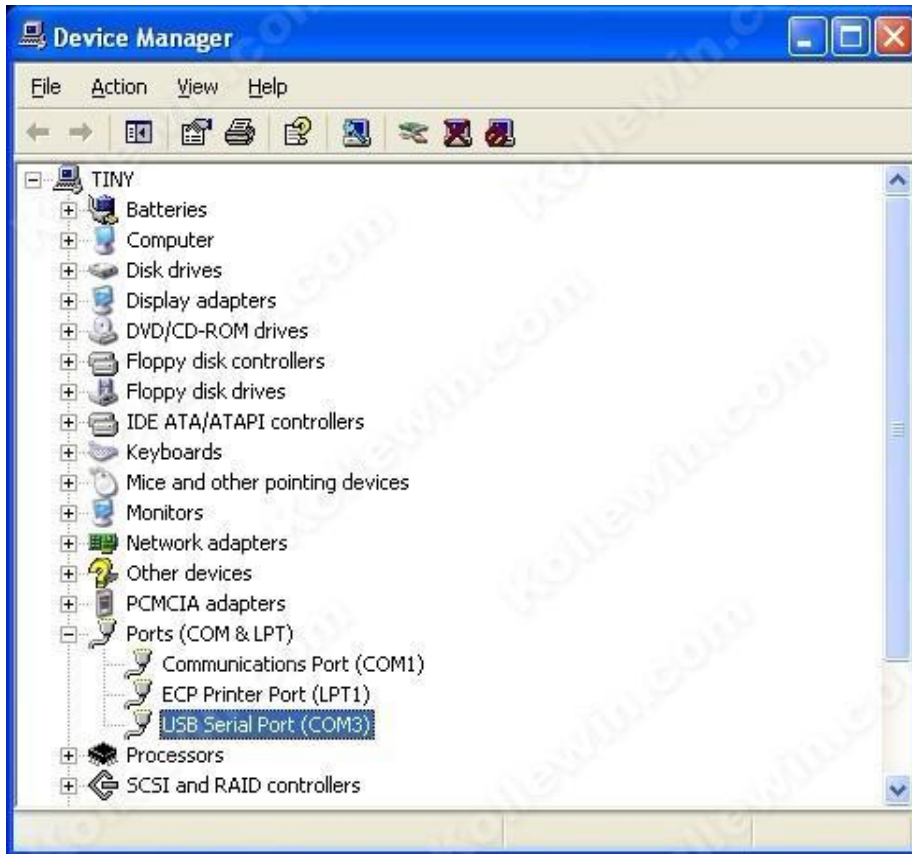 Device Manager
File Action View Help
TINY
Batteries
Computer
Disk drives
Display adapters
DVD/CD-ROM drives
Floppy disk controllers
Floppy disk drives
IDE ATA/ATAPI controllers
Keyboards
Mice and other pointing devices
Monitors
Network adapters
Other devices
PCMCIA adapters
Ports (COM & LPT)
Communications Port (COM1)
ECP Printer Port (LPT1)
USB Serial Port (COM3)
Processors
SCSI and RAID controllers
Kollewin.com